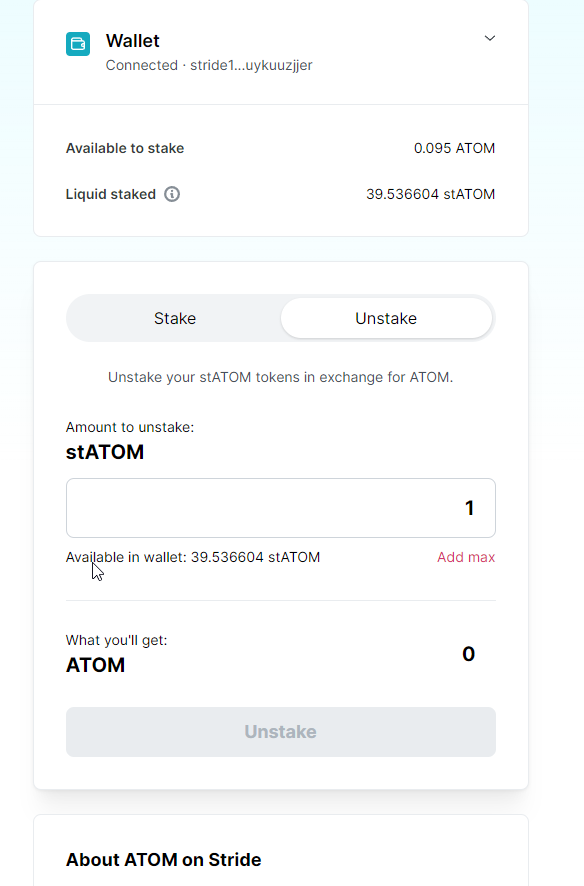 Wallet
Connected · stride1...uykuuzjjer
Available to stake
0.095 ATOM
Liquid staked
39.536604 stATOM
Stake
Unstake
Unstake your stATOM tokens in exchange for ATOM.
Amount to unstake:
stATOM
1
Available in wallet: 39.536604 stATOM
Add max
What you'll get:
ATOM
0
Unstake
About ATOM on Stride